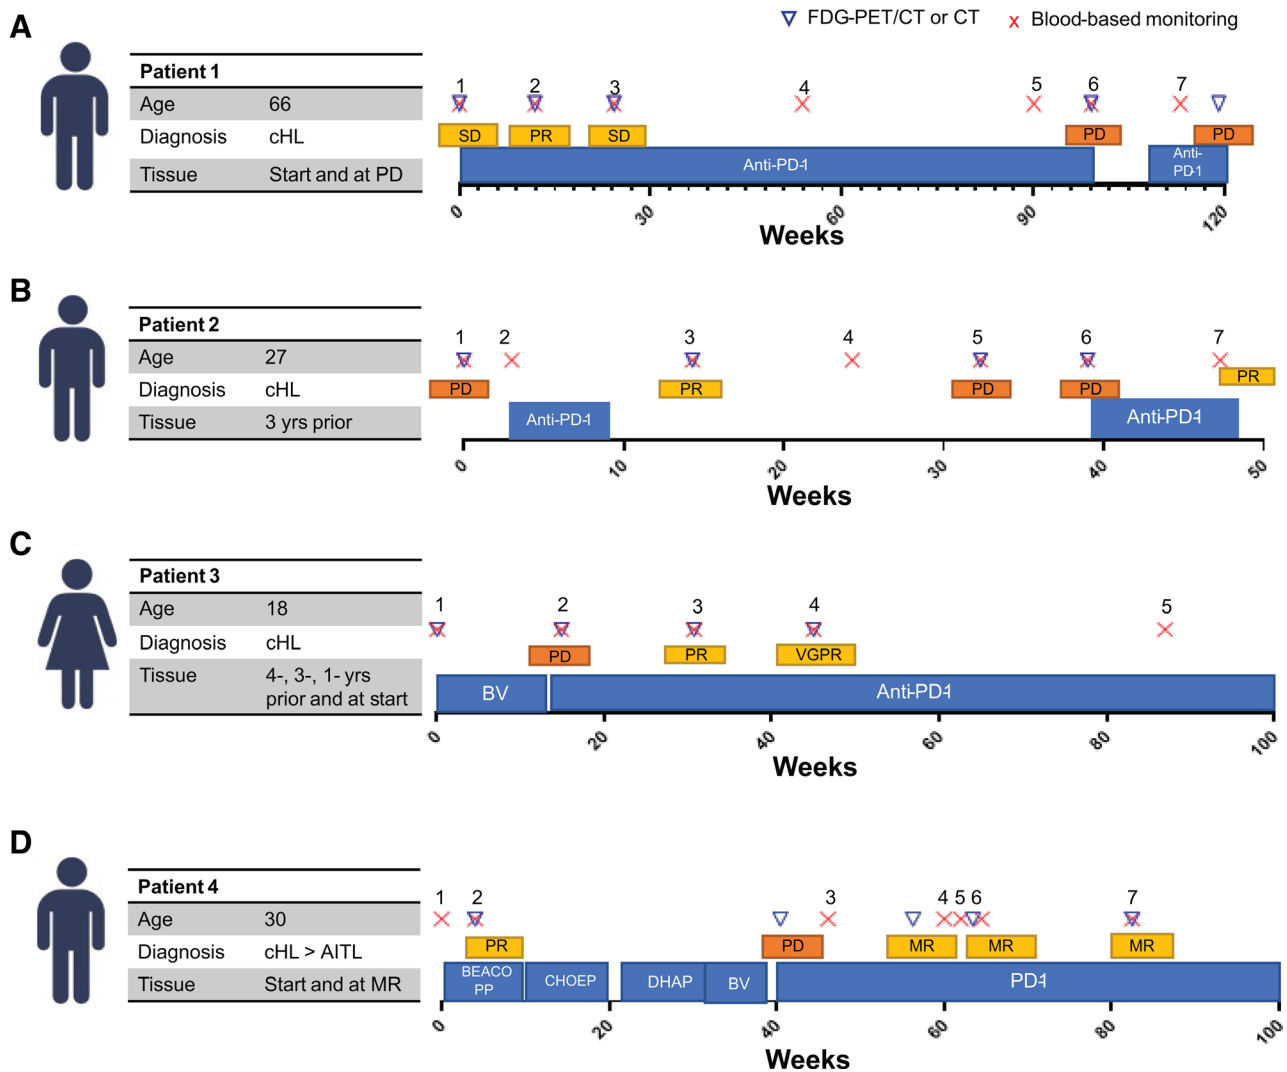 A
FDG-PET/CT or CT
Blood-based monitoring
Patient 1
Age 66
Diagnosis cHL
Tissue Start and at PD
1 2 3 4 5 6 7
SD PR SD PD PD
Anti-PD-1
Anti-
PD-1
0 30 60 90 120
Weeks
B
Patient 2
Age 27
Diagnosis cHL
Tissue 3 yrs prior
1 2 3 4 5 6 7
PD PR PD PD PR
Anti-PD-1 Anti-PD-1
0 10 20 30 40 50
Weeks
C
Patient 3
Age 18
Diagnosis cHL
Tissue 4-, 3-, 1- yrs
prior and at start
1 2 3 4 5
PD PR VGPR
BV Anti-PD-1
0 20 40 60 80 100
Weeks
D
Patient 4
Age 30
Diagnosis cHL > AITL
Tissue Start and at MR
1 2 3 4 5 6 7
PR PD MR MR MR
BEACO
PP
CHOEP DHAP BV PD-1
0 20 40 60 80 100
Weeks